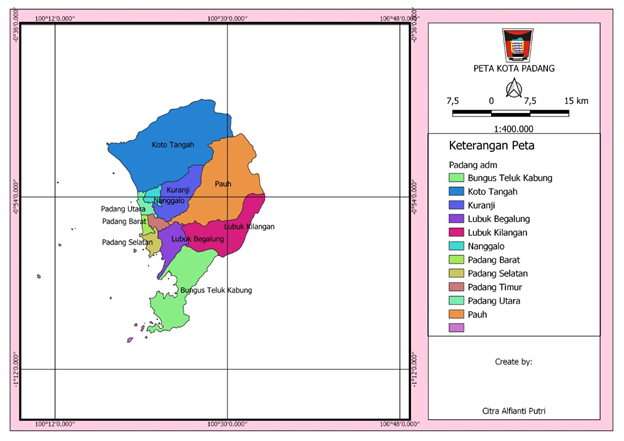 100°12'0.000"
100°30'0.000"
100°48'0.000"
-0°36'0.000"
-0°36'0.000"
Koto Tangah
Kuranji
Pauh
Nanggalo
-0°54'0.000"
-0°54'0.000"
Padang Utara
Padang Barat
Lubuk Kilangan
Padang Selatan
Lubuk Begalung
Bungus Teluk Kabung
-1°12'0.000"
-1°12'0.000"
100°12'0.000"
100°30'0.000"
100°48'0.000"
PETA KOTA PADANG
7,5 0 7,5 15 km
1:400.000
Keterangan Peta
Padang adm
Bungus Teluk Kabung
Koto Tangah
Kuranji
Lubuk Begalung
Lubuk Kilangan
Nanggalo
Padang Barat
Padang Selatan
Padang Timur
Padang Utara
Pauh
Create by:
Citra Alfianti Putri